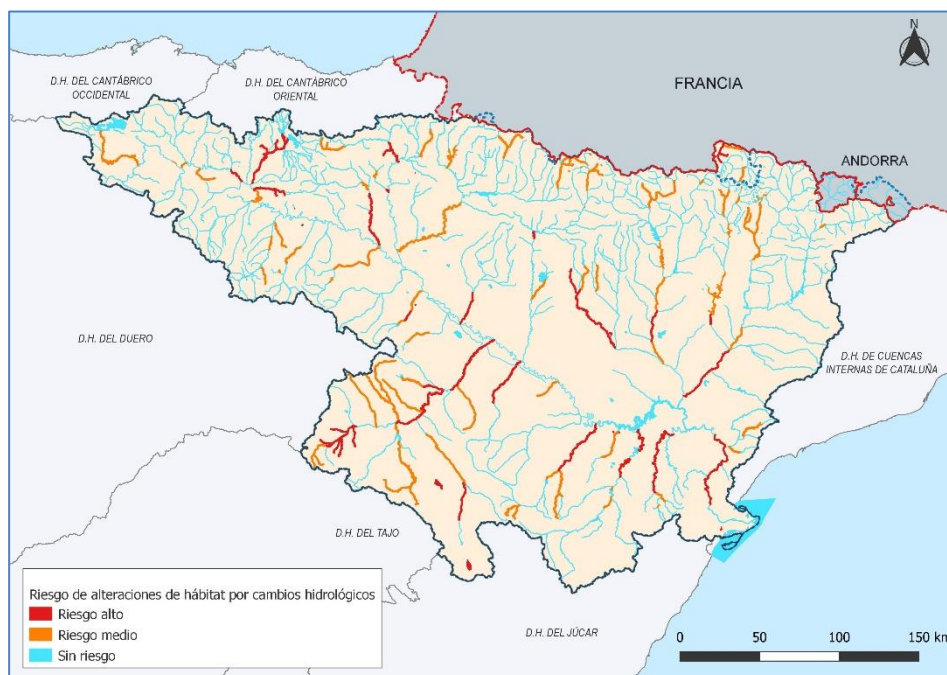 N
D.H. DEL CANTÁBRICO
OCCIDENTAL
D.H. DEL CANTÁBRICO
ORIENTAL
FRANCIA
ANDORRA
D.H. DEL DUERO
D.H. DE CUENCAS
INTERNAS DE CATALUÑA
D.H. DEL TAJO
D.H. DEL JÚCAR
Riesgo de alteraciones de hábitat por cambios hidrológicos
Riesgo alto
Riesgo medio
Sin riesgo
0 50 100 150 km